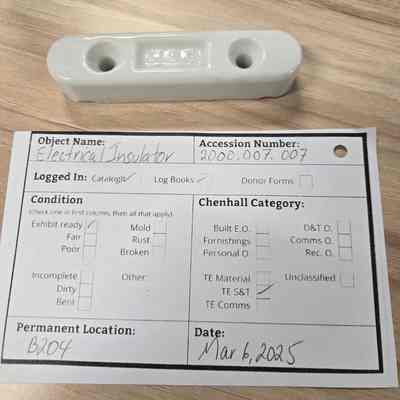 Object Name:
Electrical Insulator
Accession Number:
2000.007.007
Logged In: CatalogIt ✓ Log Books ✓ Donor Forms
Condition
(Check one in first column, then all that apply)
Exhibit ready ✓ Mold
Fair Rust
Poor Broken
Incomplete Other:
Dirty
Bent
Chenhall Category:
Built E.O. D&T O.
Furnishings Comms O.
Personal O. Rec. O.
TE Material Unclassified
TE S&T ✓
TE Comms
Permanent Location:
B204
Date:
Mar 6, 2025